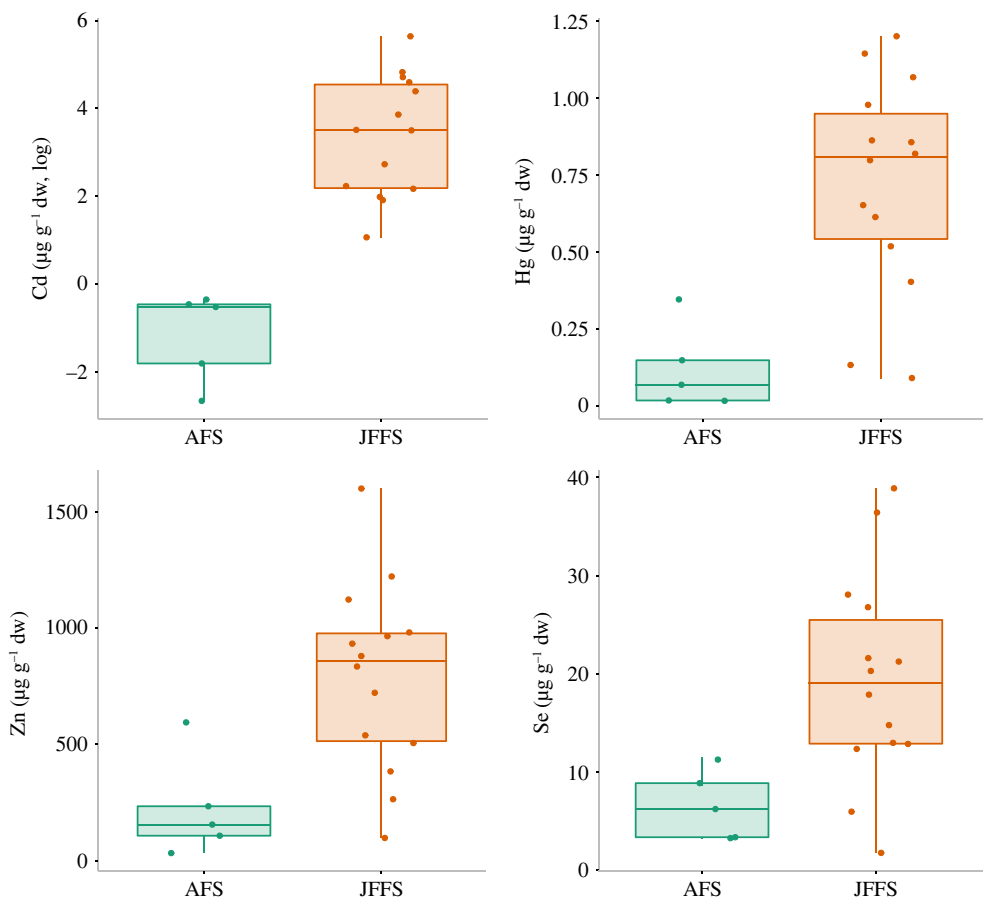 Cd (µg g⁻¹ dw, log)
6
4
2
0
–2
AFS
JFFS
Hg (µg g⁻¹ dw)
1.25
1.00
0.75
0.50
0.25
0
AFS
JFFS
Zn (µg g⁻¹ dw)
1500
1000
500
0
AFS
JFFS
Se (µg g⁻¹ dw)
40
30
20
10
0
AFS
JFFS